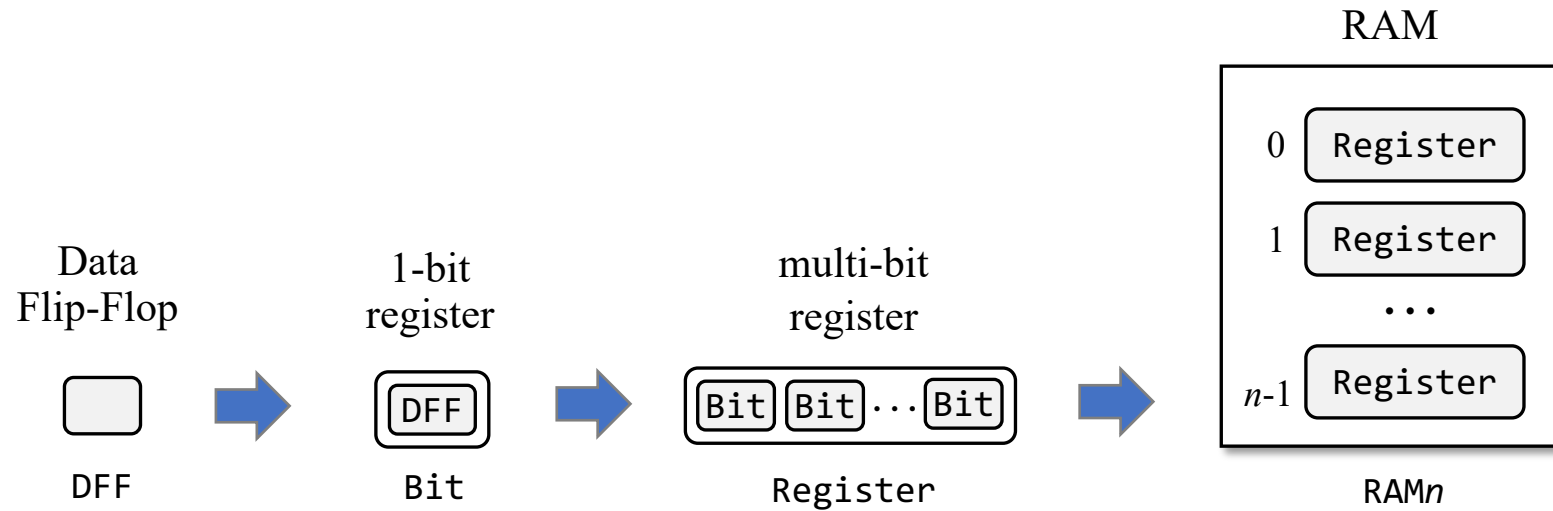 Data
Flip-Flop
DFF
1-bit
register
DFF
Bit
multi-bit
register
Bit Bit ... Bit
Register
RAM
0 Register
1 Register
...
n-1 Register
RAMn